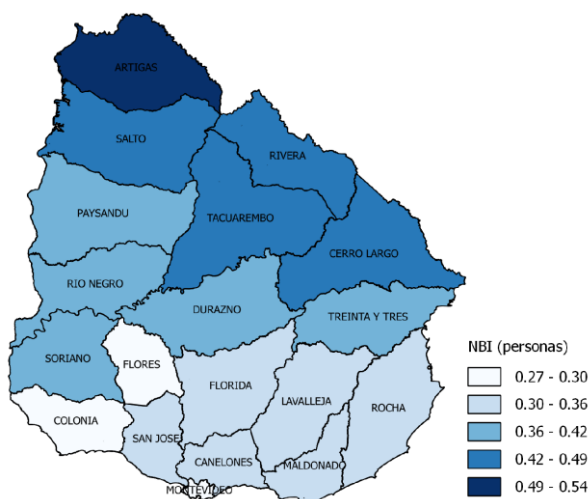 ARTIGAS
SALTO
RIVERA
PAYSANDU
TACUAREMBO
CERRO LARGO
RIO NEGRO
DURAZNO
TREINTA Y TRES
SORIANO
FLORES
FLORIDA
LAVALLEJA
ROCHA
COLONIA
SAN JOSE
CANELONES
MALDONADO
MONTEVIDEO
NBI (personas)
0.27 - 0.30
0.30 - 0.36
0.36 - 0.42
0.42 - 0.49
0.49 - 0.54